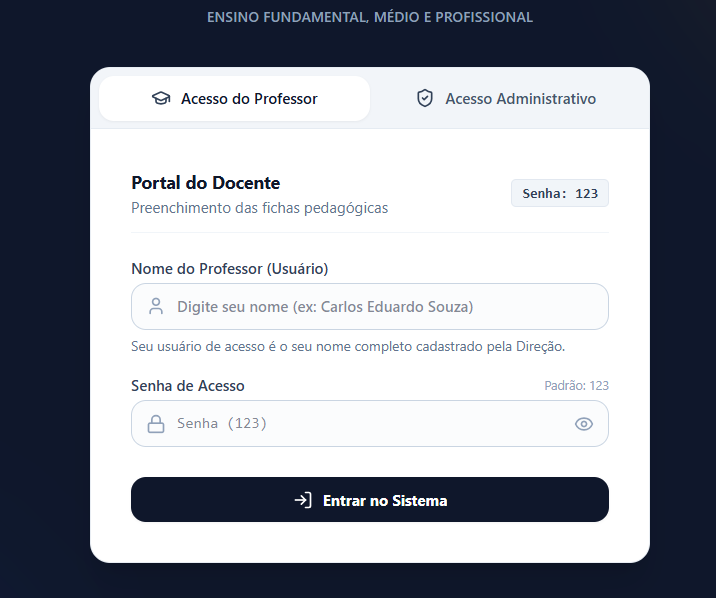 ENSINO FUNDAMENTAL, MÉDIO E PROFISSIONAL
Acesso do Professor
Acesso Administrativo
Portal do Docente
Preenchimento das fichas pedagógicas
Senha: 123
Nome do Professor (Usuário)
Digite seu nome (ex: Carlos Eduardo Souza)
Seu usuário de acesso é o seu nome completo cadastrado pela Direção.
Senha de Acesso
Padrão: 123
Senha (123)
Entrar no Sistema